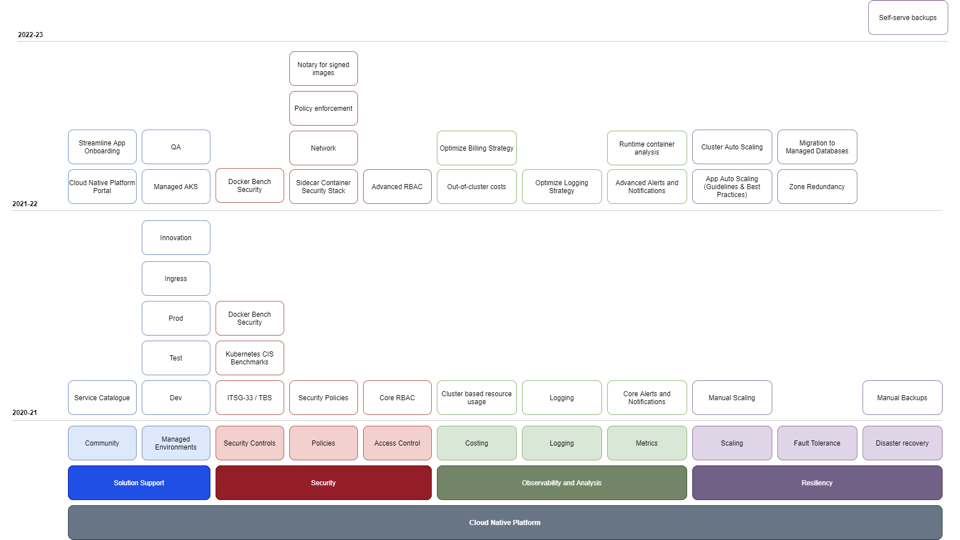 Self-serve backups
2022-23
Notary for signed
images
Policy enforcement
Streamline App
Onboarding
QA
Network
Optimize Billing Strategy
Runtime container
analysis
Cluster Auto Scaling
Migration to
Managed Databases
Cloud Native Platform
Portal
Managed AKS
Docker Bench
Security
Sidecar Container
Security Stack
Advanced RBAC
Out-of-cluster costs
Optimize Logging
Strategy
Advanced Alerts and
Notifications
App Auto Scaling
(Guidelines & Best
Practices)
Zone Redundancy
2021-22
Innovation
Ingress
Prod
Docker Bench
Security
Test
Kubernetes CIS
Benchmarks
Service Catalogue
Dev
ITSG-33 / TBS
Security Policies
Core RBAC
Cluster based resource
usage
Logging
Core Alerts and
Notifications
Manual Scaling
Manual Backups
2020-21
Community
Managed
Environments
Security Controls
Policies
Access Control
Costing
Logging
Metrics
Scaling
Fault Tolerance
Disaster recovery
Solution Support
Security
Observability and Analysis
Resiliency
Cloud Native Platform